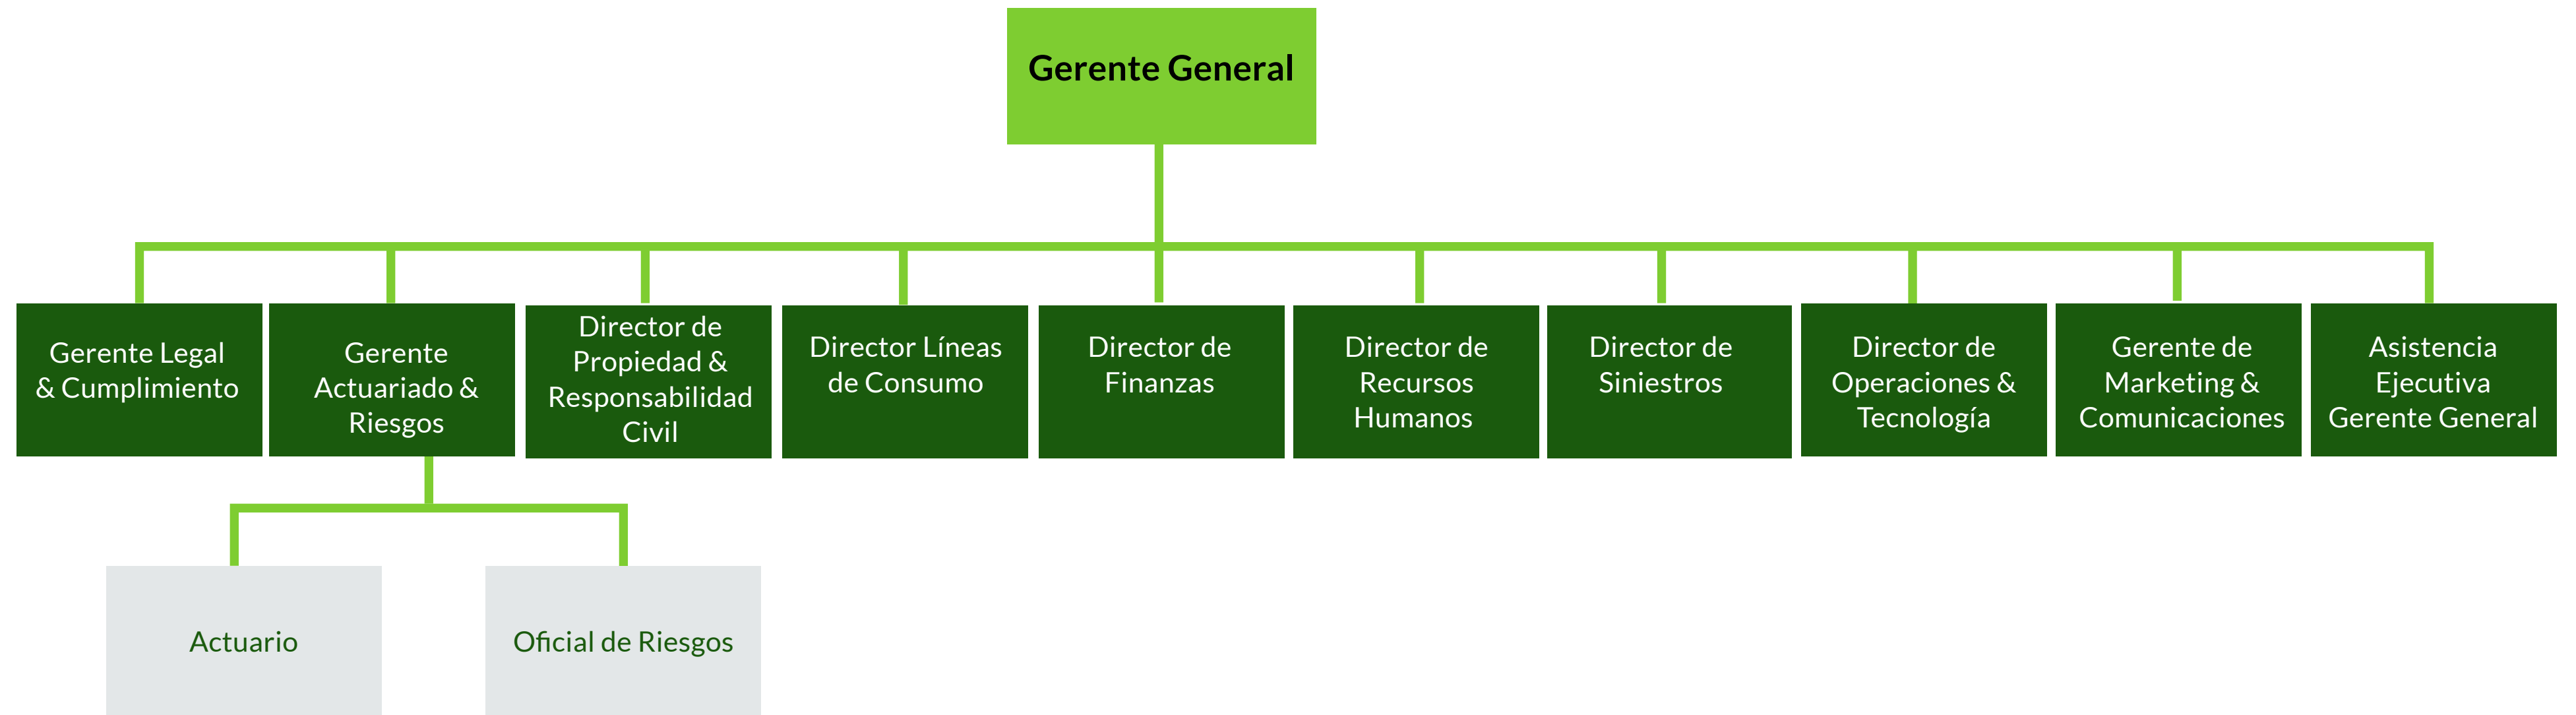 Gerente General
Gerente Legal
& Cumplimiento
Gerente
Actuariado &
Riesgos
Director de
Propiedad &
Responsabilidad
Civil
Director Líneas
de Consumo
Director de
Finanzas
Director de
Recursos
Humanos
Director de
Siniestros
Director de
Operaciones &
Tecnología
Gerente de
Marketing &
Comunicaciones
Asistencia
Ejecutiva
Gerente General
Actuario
Oficial de Riesgos